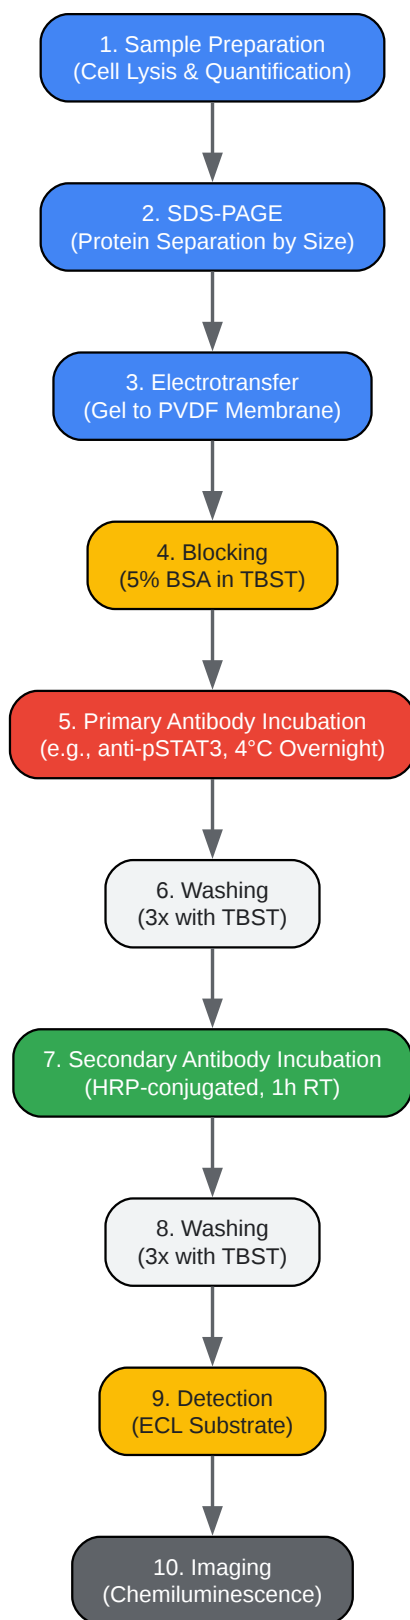 1. Sample Preparation
(Cell Lysis & Quantification)
2. SDS-PAGE
(Protein Separation by Size)
3. Electrotransfer
(Gel to PVDF Membrane)
4. Blocking
(5% BSA in TBST)
5. Primary Antibody Incubation
(e.g., anti-pSTAT3, 4°C Overnight)
6. Washing
(3x with TBST)
7. Secondary Antibody Incubation
(HRP-conjugated, 1h RT)
8. Washing
(3x with TBST)
9. Detection
(ECL Substrate)
10. Imaging
(Chemiluminescence)